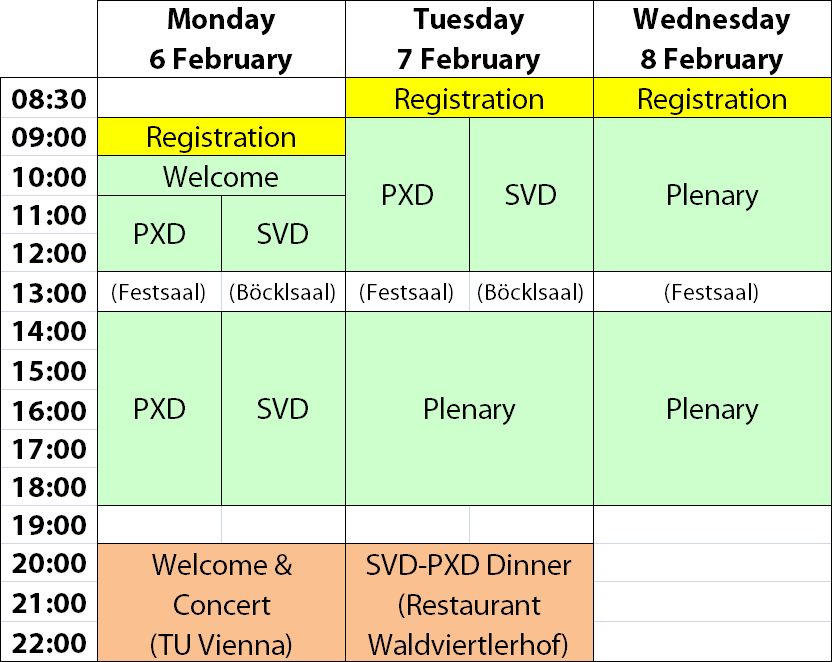 Monday Tuesday Wednesday
6 February 7 February 8 February
08:30 Registration Registration
09:00 Registration
10:00 Welcome PXD SVD Plenary
11:00
PXD SVD
12:00
13:00 (Festsaal) (Böcklsaal) (Festsaal) (Böcklsaal) (Festsaal)
14:00
15:00
16:00 PXD SVD Plenary Plenary
17:00
18:00
19:00
20:00 Welcome & SVD-PXD Dinner
21:00 Concert (Restaurant
22:00 (TU Vienna) Waldviertlerhof)